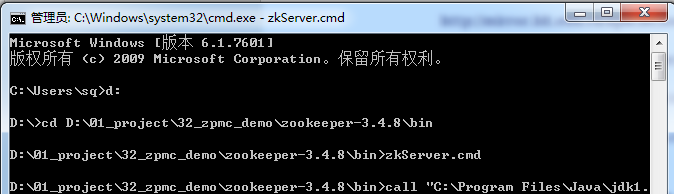 管理员: C:\Windows\system32\cmd.exe - zkServer.cmd
Microsoft Windows [版本 6.1.7601]
版权所有 (c) 2009 Microsoft Corporation。保留所有权利。
C:\Users\sq>d:
D:\>cd D:\01_project\32_zpmc_demo\zookeeper-3.4.8\bin
D:\01_project\32_zpmc_demo\zookeeper-3.4.8\bin>zkServer.cmd
D:\01_project\32_zpmc_demo\zookeeper-3.4.8\bin>call "C:\Program Files\Java\jdk1.